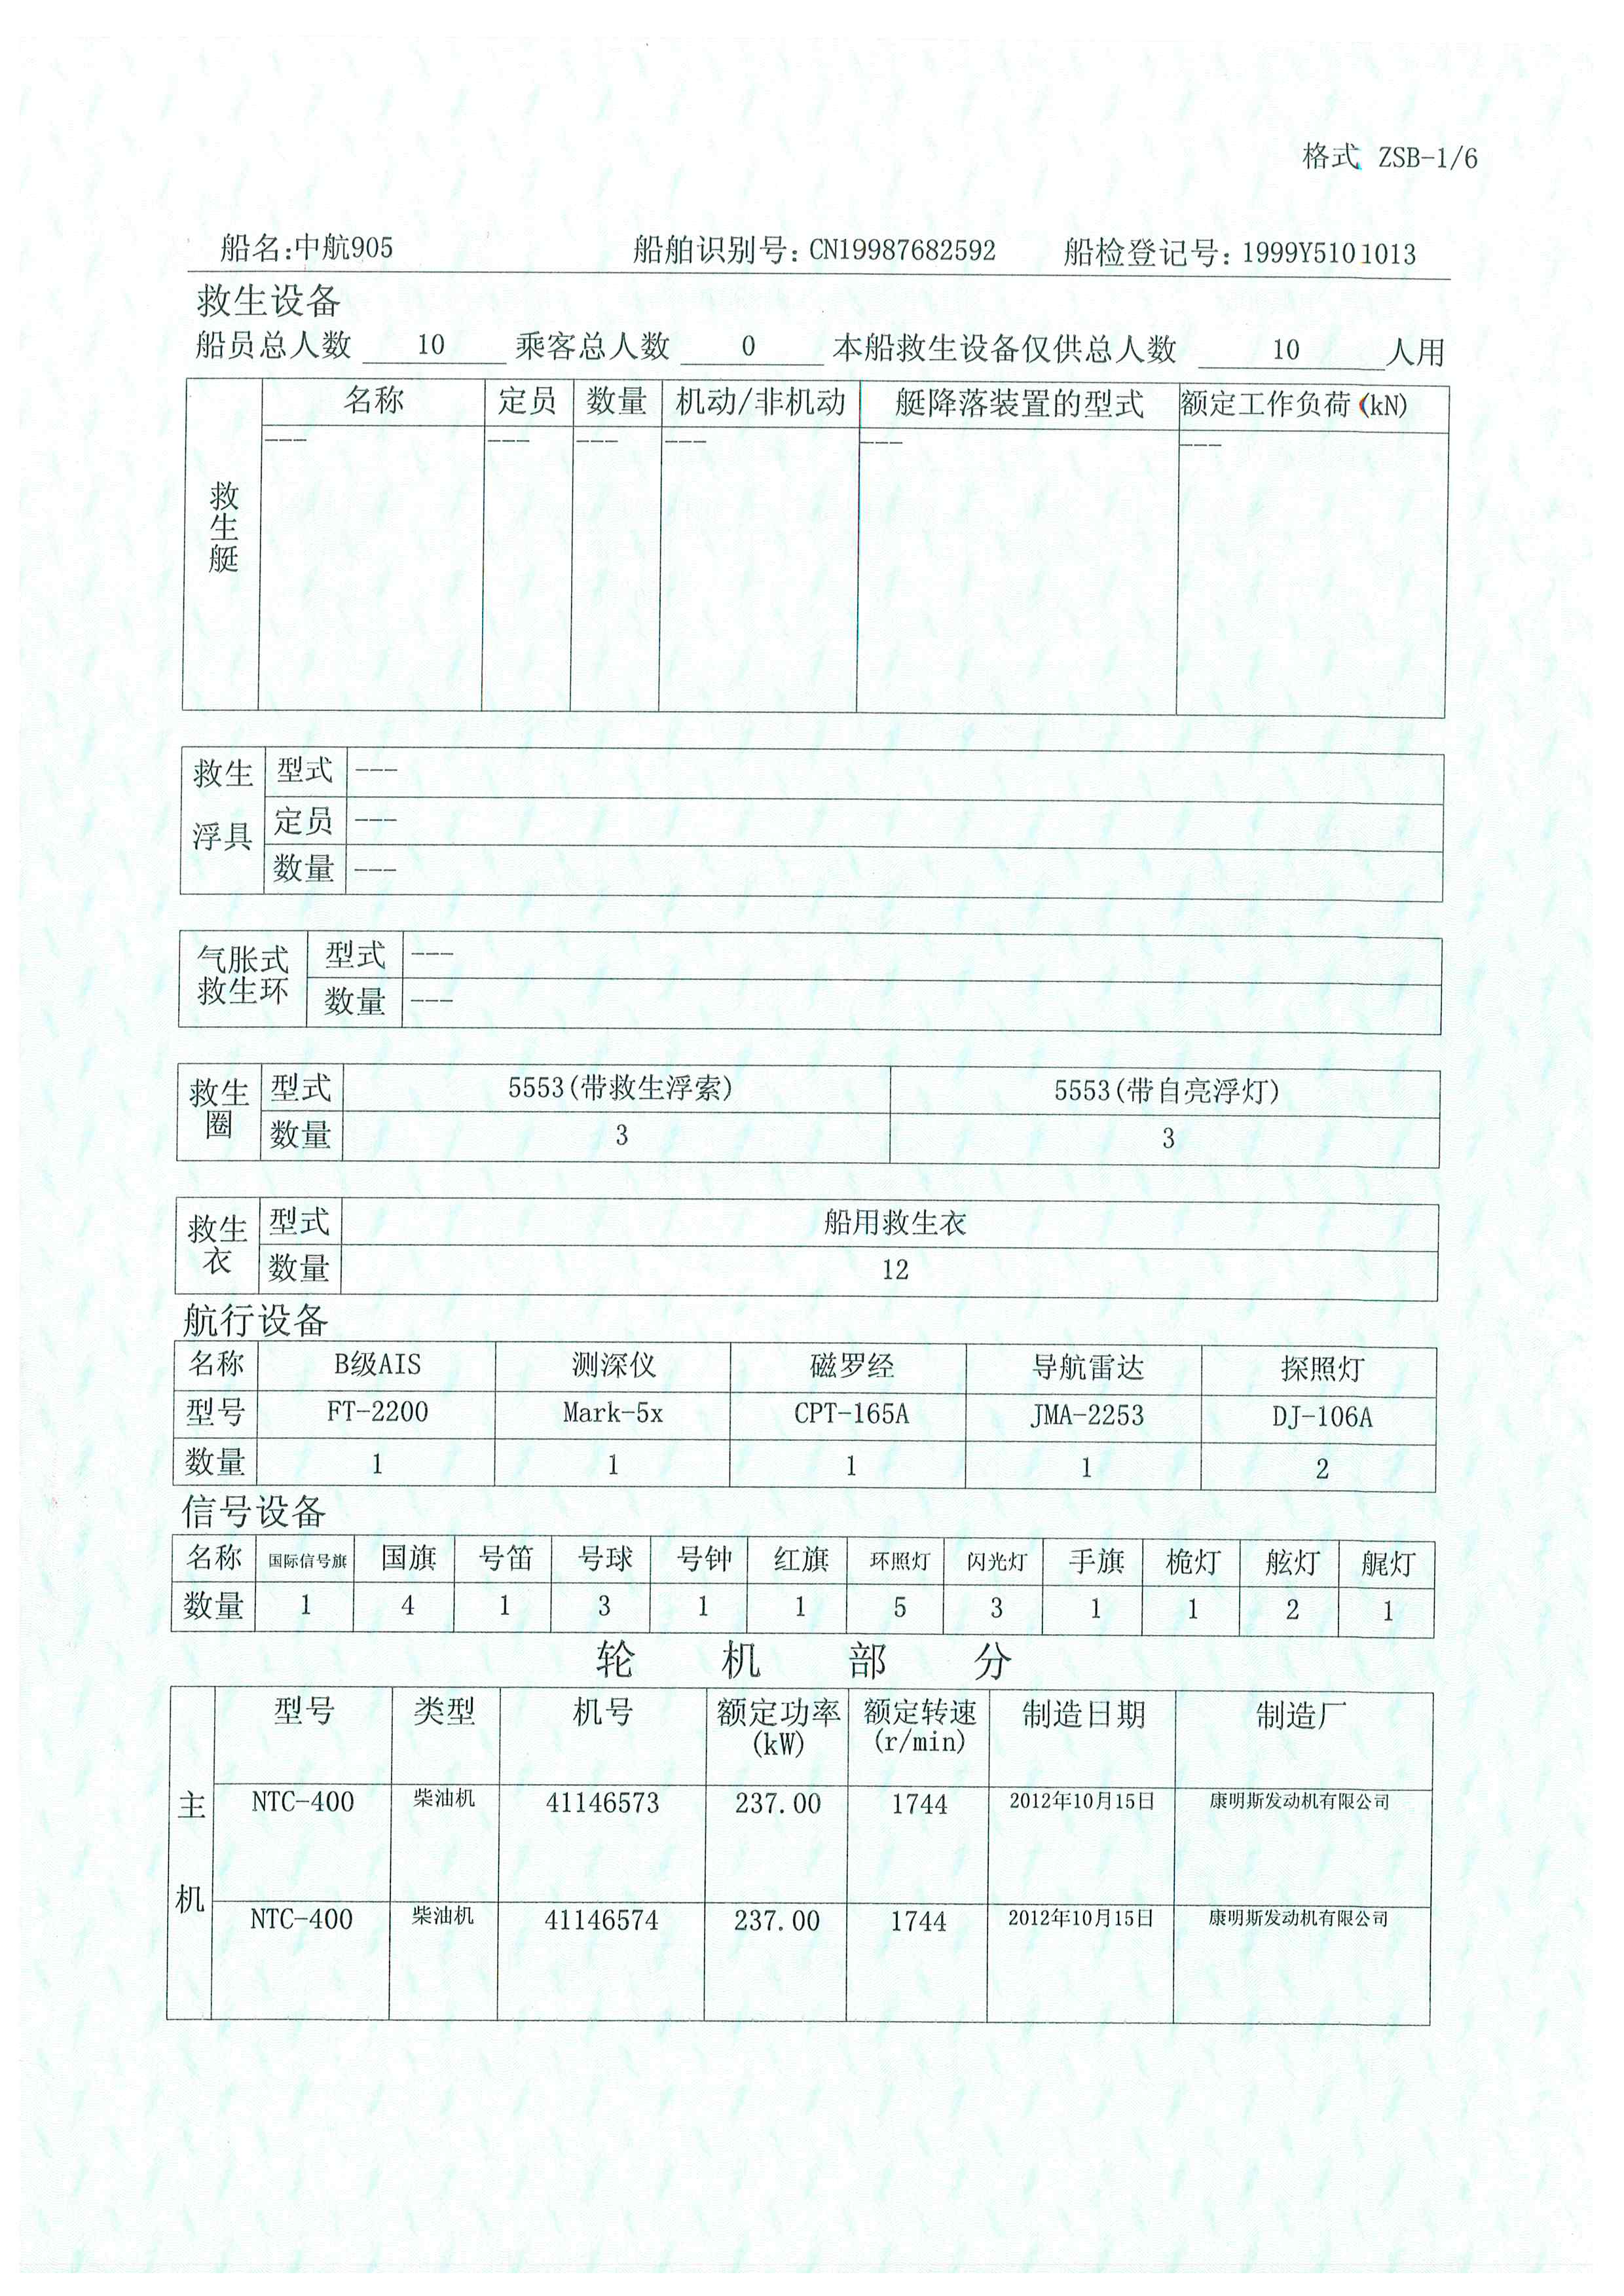 格式 ZSB-1/6
船名:中航905 船舶识别号: CN19987682592 船检登记号: 1999Y5101013
救生设备
船员总人数 10 乘客总人数 0 本船救生设备仅供总人数 10 人用
救生艇
名称 定员 数量 机动/非机动 艇降落装置的型式 额定工作负荷(kN)
--- --- --- --- --- ---
救生浮具
型式 ---
定员 ---
数量 ---
气胀式救生环
型式 ---
数量 ---
救生圈
型式 5553(带救生浮索) 5553(带自亮浮灯)
数量 3 3
救生衣
型式 船用救生衣
数量 12
航行设备
名称 B级AIS 测深仪 磁罗经 导航雷达 探照灯
型号 FT-2200 Mark-5x CPT-165A JMA-2253 DJ-106A
数量 1 1 1 1 2
信号设备
名称 国际信号旗 国旗 号笛 号球 号钟 红旗 环照灯 闪光灯 手旗 桅灯 舷灯 艉灯
数量 1 4 1 3 1 1 5 3 1 1 2 1
轮机部分
主机
型号 类型 机号 额定功率(kW) 额定转速(r/min) 制造日期 制造厂
NTC-400 柴油机 41146573 237.00 1744 2012年10月15日 康明斯发动机有限公司
NTC-400 柴油机 41146574 237.00 1744 2012年10月15日 康明斯发动机有限公司